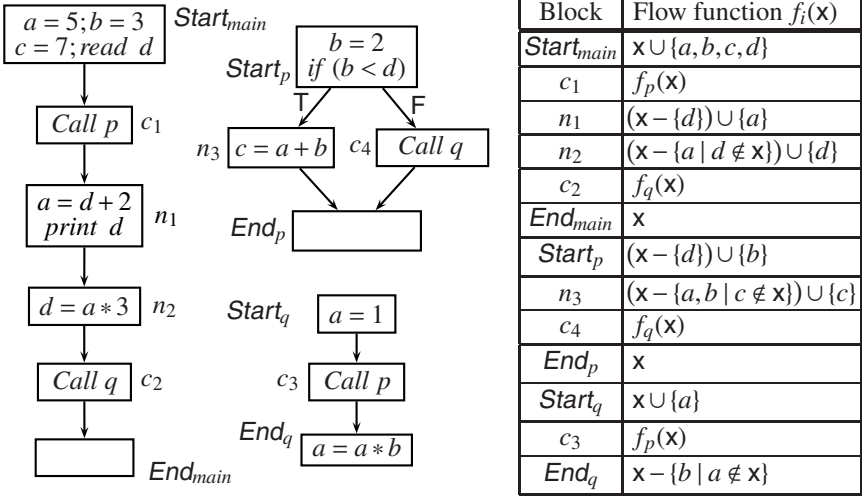 a = 5; b = 3
c = 7; read d
Start_main
Call p
c_1
a = d + 2
print d
n_1
d = a * 3
n_2
Call q
c_2
End_main
b = 2
if (b < d)
Start_p
T
F
n_3
c = a + b
c_4
Call q
End_p
Start_q
a = 1
c_3
Call p
End_q
a = a * b
Block Flow function f_i(x)
Start_main x ∪ {a, b, c, d}
c_1 f_p(x)
n_1 (x − {d}) ∪ {a}
n_2 (x − {a | d ∉ x}) ∪ {d}
c_2 f_q(x)
End_main x
Start_p (x − {d}) ∪ {b}
n_3 (x − {a, b | c ∉ x}) ∪ {c}
c_4 f_q(x)
End_p x
Start_q x ∪ {a}
c_3 f_p(x)
End_q x − {b | a ∉ x}